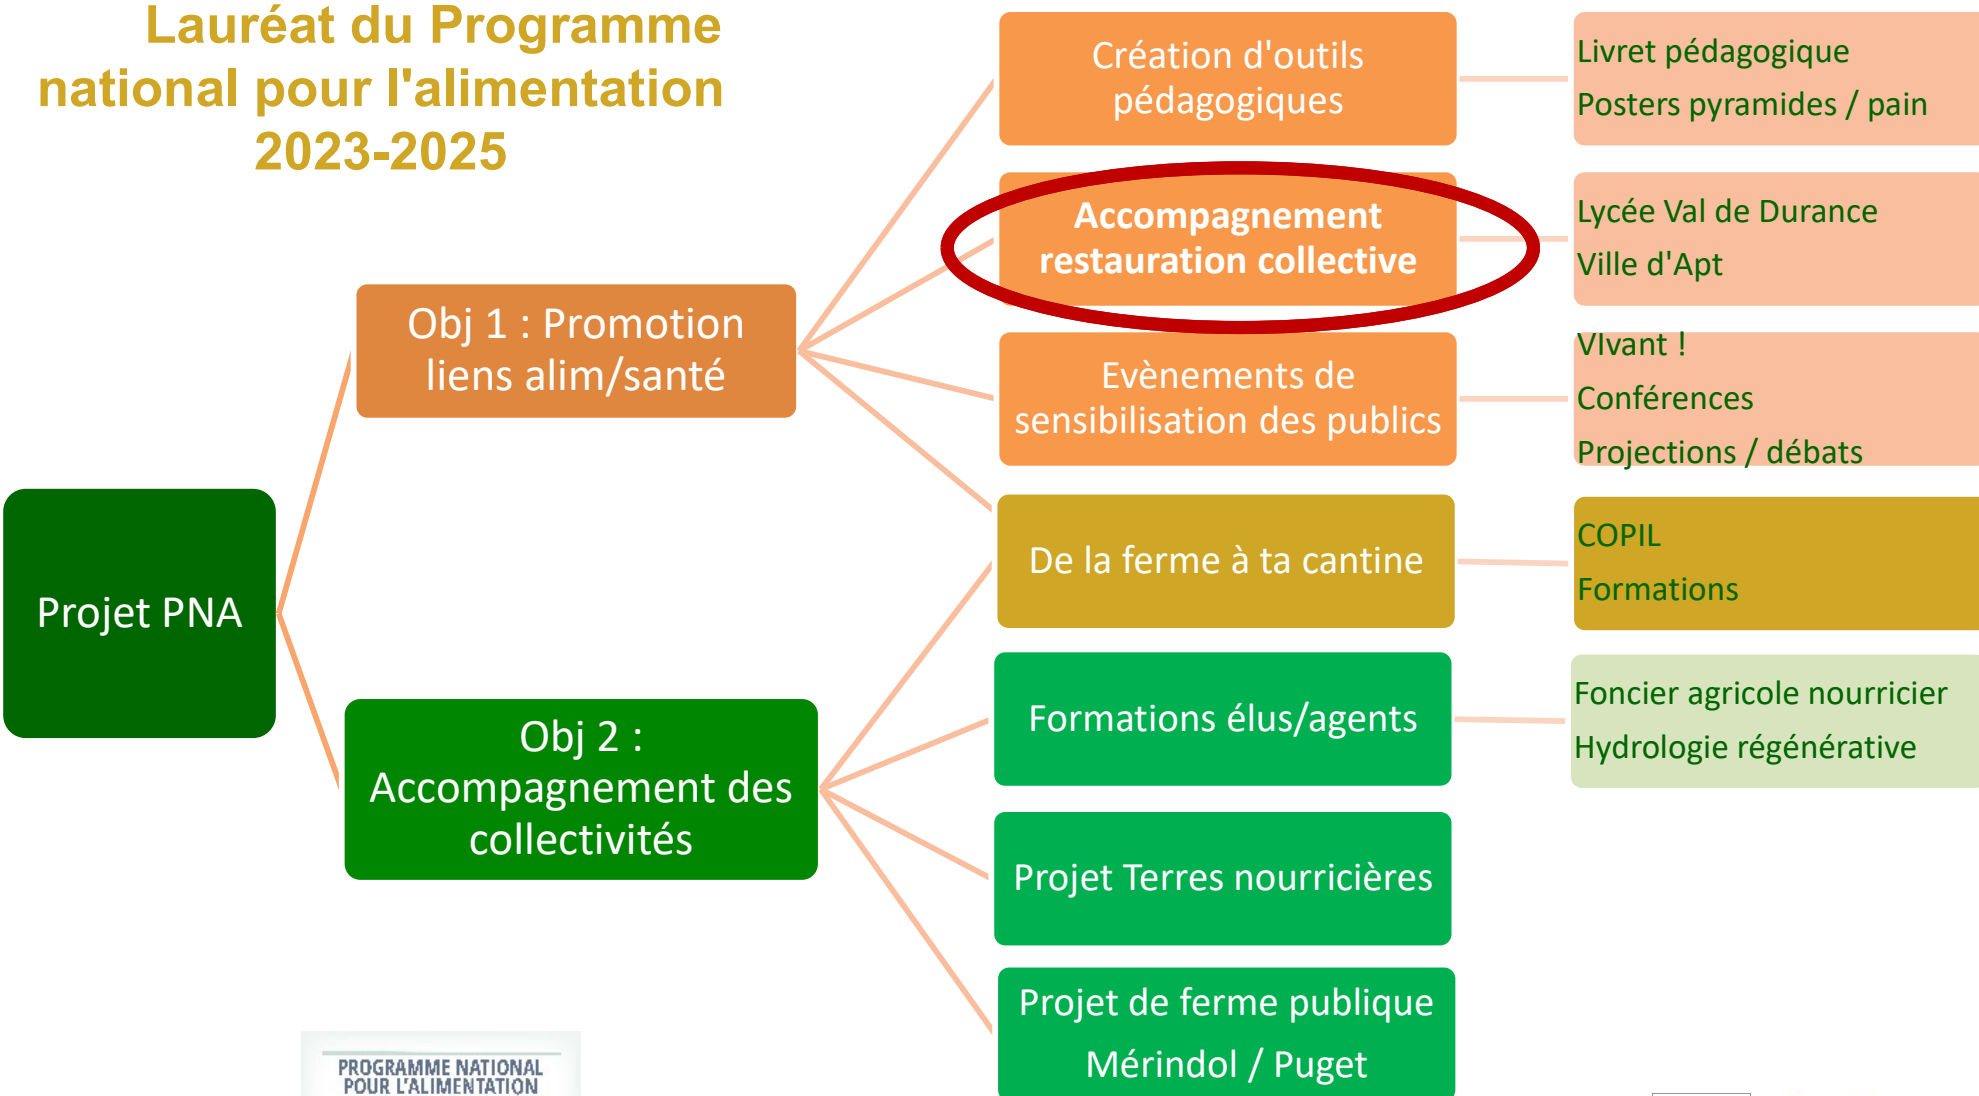 Lauréat du Programme
national pour l'alimentation
2023-2025
Projet PNA
Obj 1 : Promotion
liens alim/santé
Obj 2 :
Accompagnement des
collectivités
Création d'outils
pédagogiques
Livret pédagogique
Posters pyramides / pain
Accompagnement
restauration collective
Lycée Val de Durance
Ville d'Apt
Evènements de
sensibilisation des publics
VIvant !
Conférences
Projections / débats
De la ferme à ta cantine
COPIL
Formations
Formations élus/agents
Foncier agricole nourricier
Hydrologie régénérative
Projet Terres nourricières
Projet de ferme publique
Mérindol / Puget
PROGRAMME NATIONAL
POUR L'ALIMENTATION